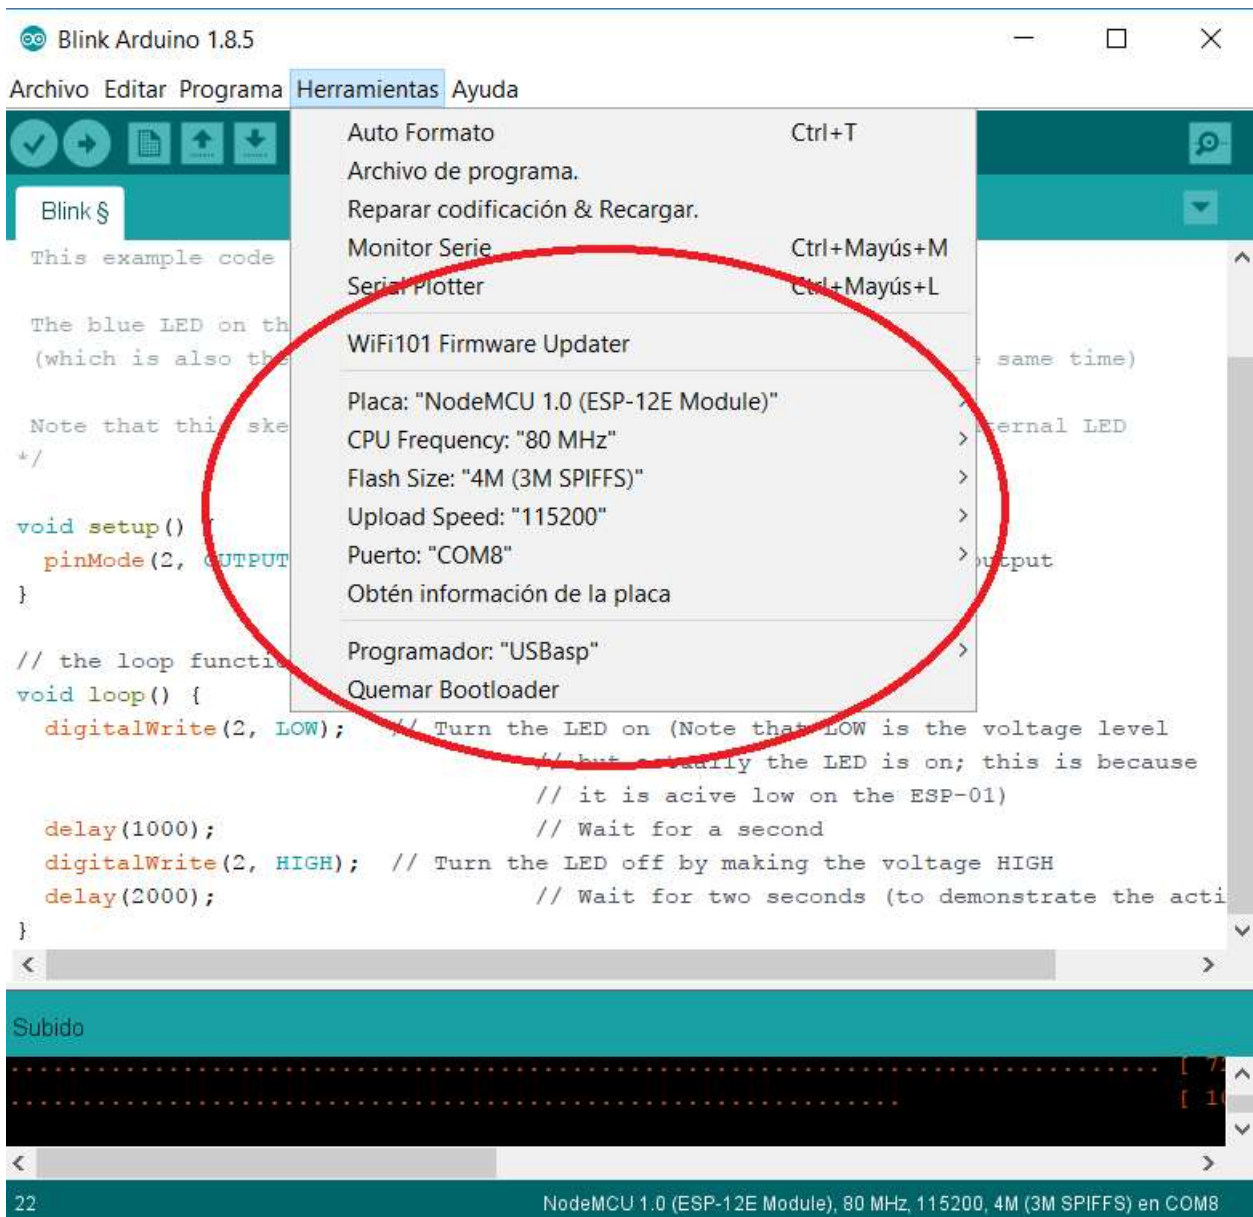 Blink Arduino 1.8.5
Archivo Editar Programa Herramientas Ayuda
Auto Formato Ctrl+T
Archivo de programa.
Reparar codificación & Recargar.
Monitor Serie Ctrl+Mayús+M
Serial Plotter Ctrl+Mayús+L
WiFi101 Firmware Updater
Placa: "NodeMCU 1.0 (ESP-12E Module)"
CPU Frequency: "80 MHz"
Flash Size: "4M (3M SPIFFS)"
Upload Speed: "115200"
Puerto: "COM8"
Obtén información de la placa
Programador: "USBasp"
Quemar Bootloader
Blink §
This example code
The blue LED on th
(which is also the same time)
Note that this ske ternal LED
*/
void setup() {
pinMode(2, OUTPUT output
}
// the loop functi
void loop() {
digitalWrite(2, LOW); // Turn the LED on (Note that LOW is the voltage level
// but actually the LED is on; this is because
// it is acive low on the ESP-01)
delay(1000); // Wait for a second
digitalWrite(2, HIGH); // Turn the LED off by making the voltage HIGH
delay(2000); // Wait for two seconds (to demonstrate the acti
}
Subido
22 NodeMCU 1.0 (ESP-12E Module), 80 MHz, 115200, 4M (3M SPIFFS) en COM8